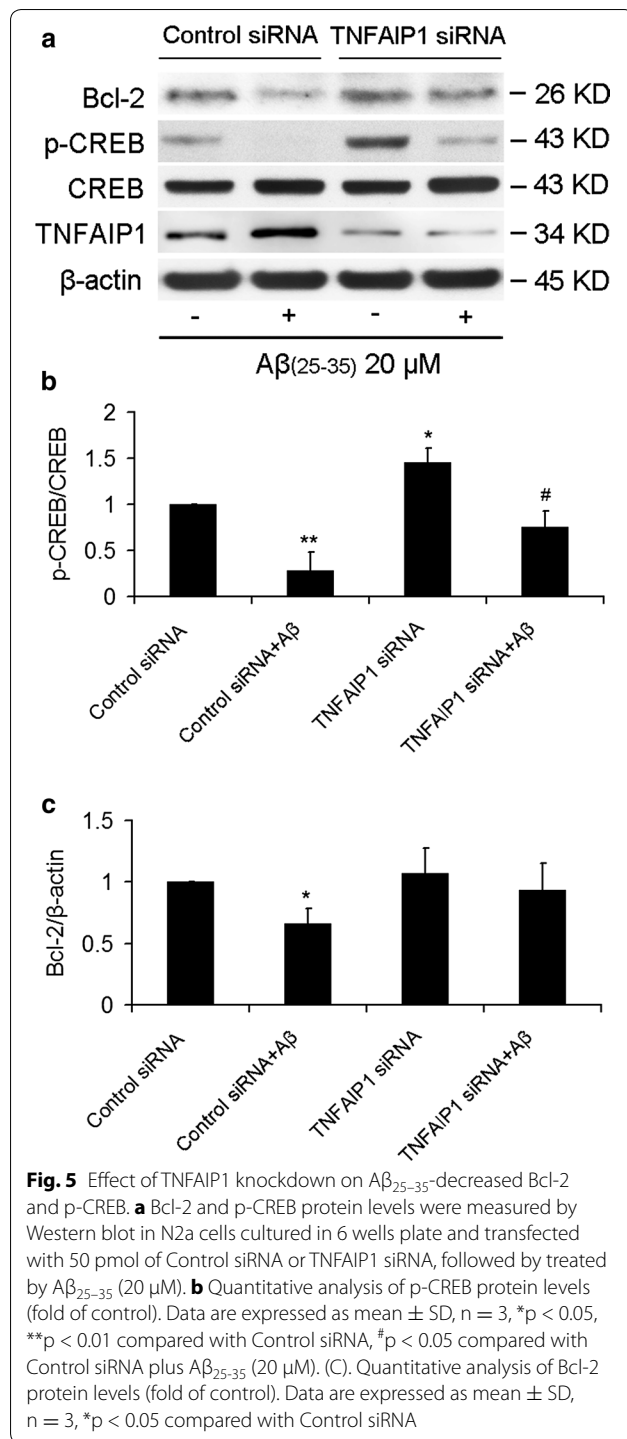 a
Control siRNA TNFAIP1 siRNA
Bcl-2 – 26 KD
p-CREB – 43 KD
CREB – 43 KD
TNFAIP1 – 34 KD
β-actin – 45 KD
- + - +
Aβ(25-35) 20 μM
b
p-CREB/CREB
2
1.5
1
0.5
0
**
*
#
Control siRNA
Control siRNA+Aβ
TNFAIP1 siRNA
TNFAIP1 siRNA+Aβ
c
Bcl-2/β-actin
1.5
1
0.5
0
*
Control siRNA
Control siRNA+Aβ
TNFAIP1 siRNA
TNFAIP1 siRNA+Aβ
Fig. 5 Effect of TNFAIP1 knockdown on Aβ25–35-decreased Bcl-2
and p-CREB. a Bcl-2 and p-CREB protein levels were measured by
Western blot in N2a cells cultured in 6 wells plate and transfected
with 50 pmol of Control siRNA or TNFAIP1 siRNA, followed by treated
by Aβ25–35 (20 μM). b Quantitative analysis of p-CREB protein levels
(fold of control). Data are expressed as mean ± SD, n = 3, *p < 0.05,
**p < 0.01 compared with Control siRNA, #p < 0.05 compared with
Control siRNA plus Aβ25-35 (20 μM). (C). Quantitative analysis of Bcl-2
protein levels (fold of control). Data are expressed as mean ± SD,
n = 3, *p < 0.05 compared with Control siRNA